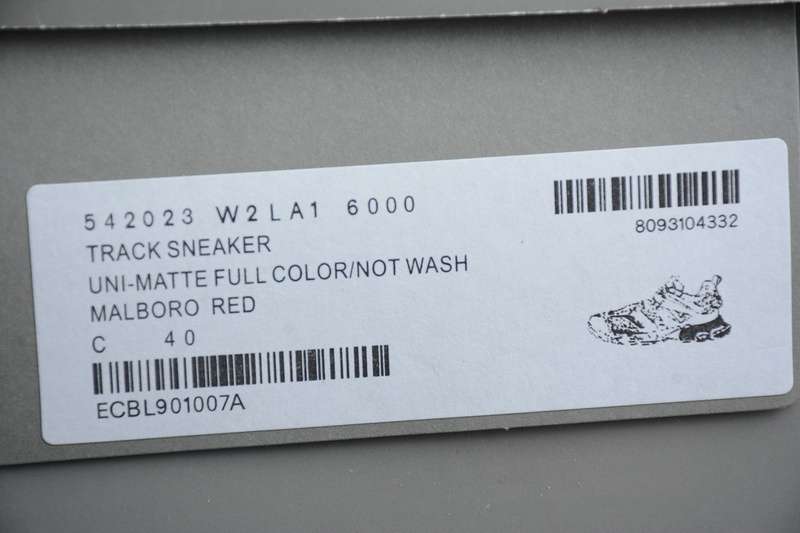 542023 W2LA1 6000
8093104332
TRACK SNEAKER
UNI-MATTE FULL COLOR/NOT WASH
MALBORO RED
C 40
ECBL901007A